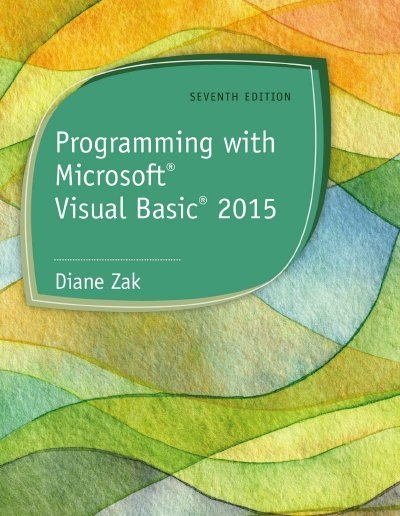 SEVENTH EDITION
Programming with
Microsoft®
Visual Basic® 2015
Diane Zak